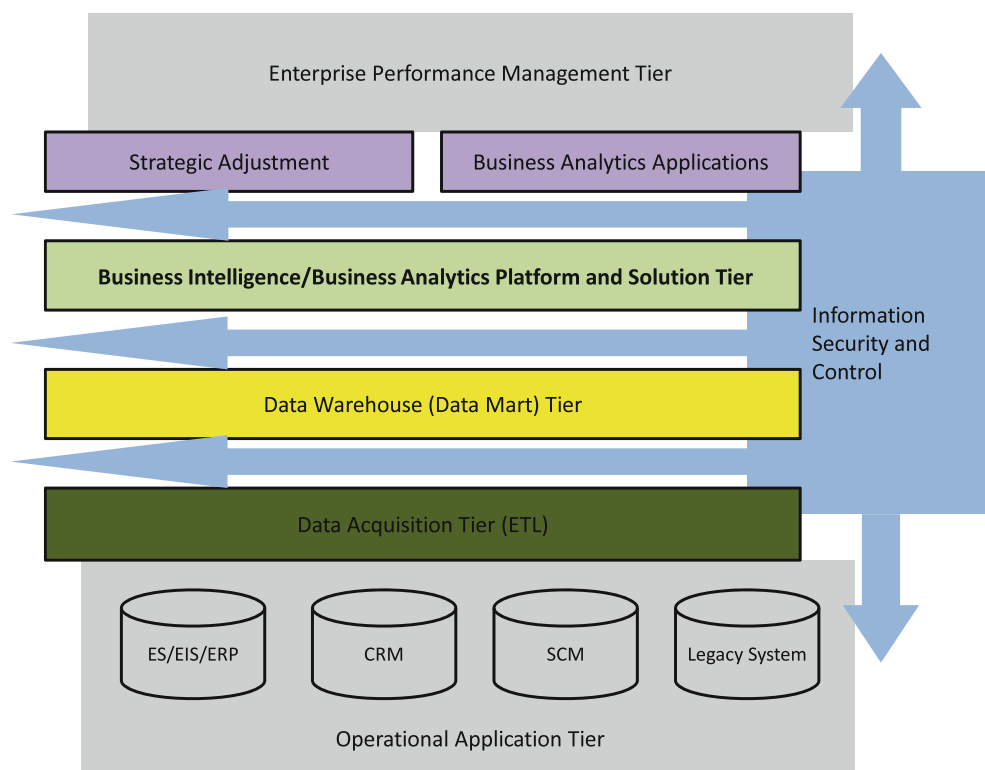 Enterprise Performance Management Tier
Strategic Adjustment
Business Analytics Applications
Business Intelligence/Business Analytics Platform and Solution Tier
Information
Security and
Control
Data Warehouse (Data Mart) Tier
Data Acquisition Tier (ETL)
ES/EIS/ERP
CRM
SCM
Legacy System
Operational Application Tier